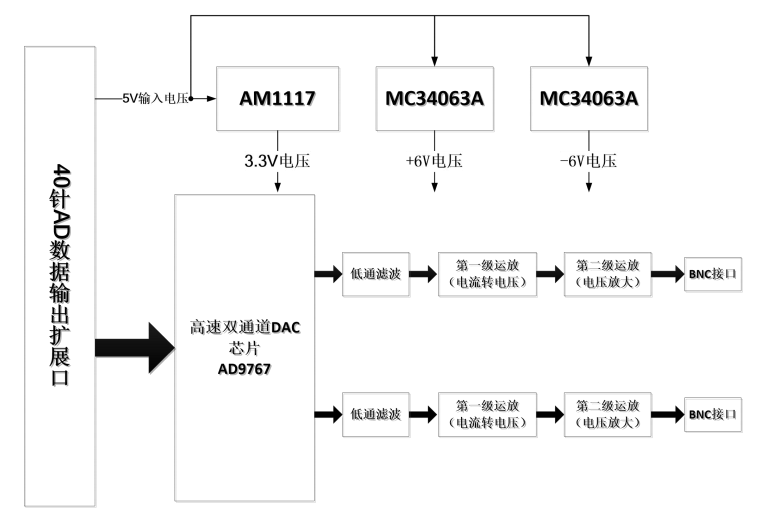 40针AD数据输出扩展口
5V输入电压
AM1117
MC34063A
MC34063A
3.3V电压
+6V电压
-6V电压
高速双通道DAC
芯片
AD9767
低通滤波
第一级运放
（电流转电压）
第二级运放
（电压放大）
BNC接口
低通滤波
第一级运放
（电流转电压）
第二级运放
（电压放大）
BNC接口